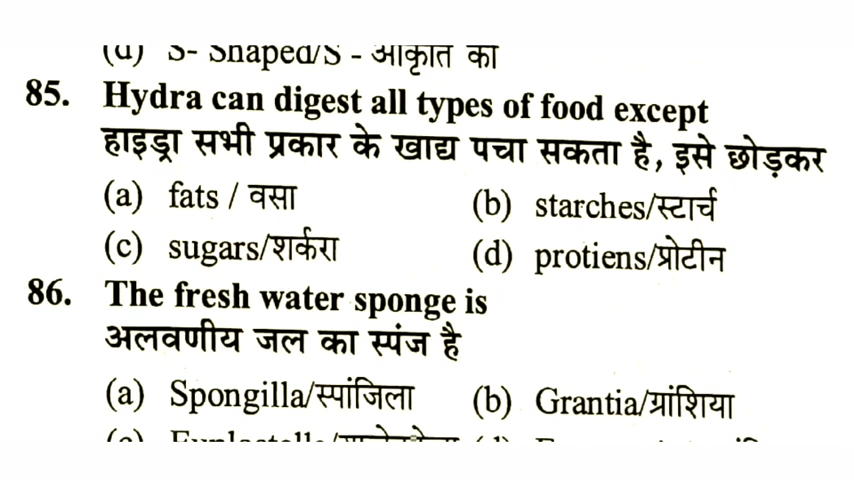 (d) S- Shaped/S - आकृति का
85. Hydra can digest all types of food except
हाइड्रा सभी प्रकार के खाद्य पचा सकता है, इसे छोड़कर
(a) fats / वसा (b) starches/स्टार्च
(c) sugars/शर्करा (d) protiens/प्रोटीन
86. The fresh water sponge is
अलवणीय जल का स्पंज है
(a) Spongilla/स्पांजिला (b) Grantia/ग्रांशिया